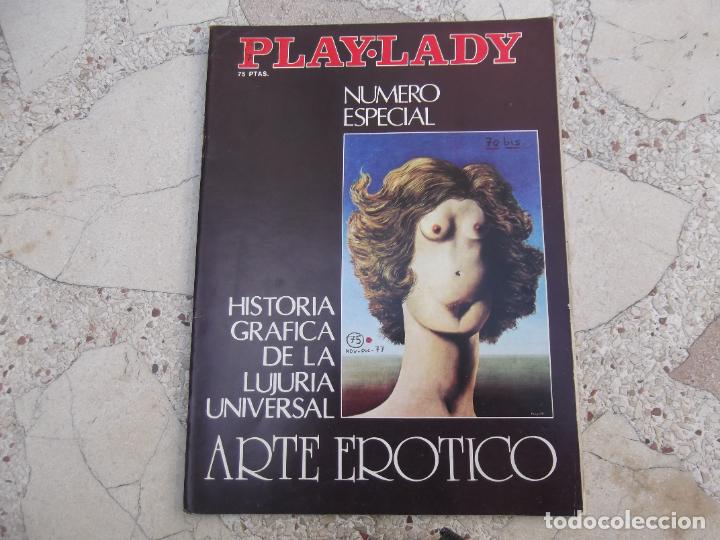 PLAY·LADY
75 PTAS.
NUMERO
ESPECIAL
70 bis.
HISTORIA
GRAFICA
DE LA
LUJURIA
UNIVERSAL
75
NOV-DIC-77
ARTE EROTICO
todocoleccion.net